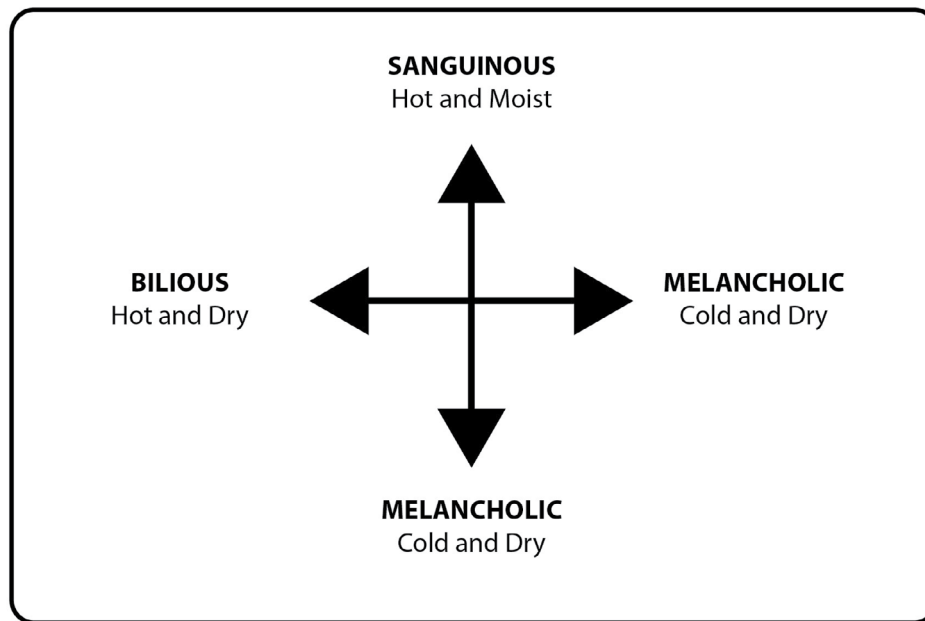 SANGUINOUS
Hot and Moist
BILIOUS
Hot and Dry
MELANCHOLIC
Cold and Dry
MELANCHOLIC
Cold and Dry